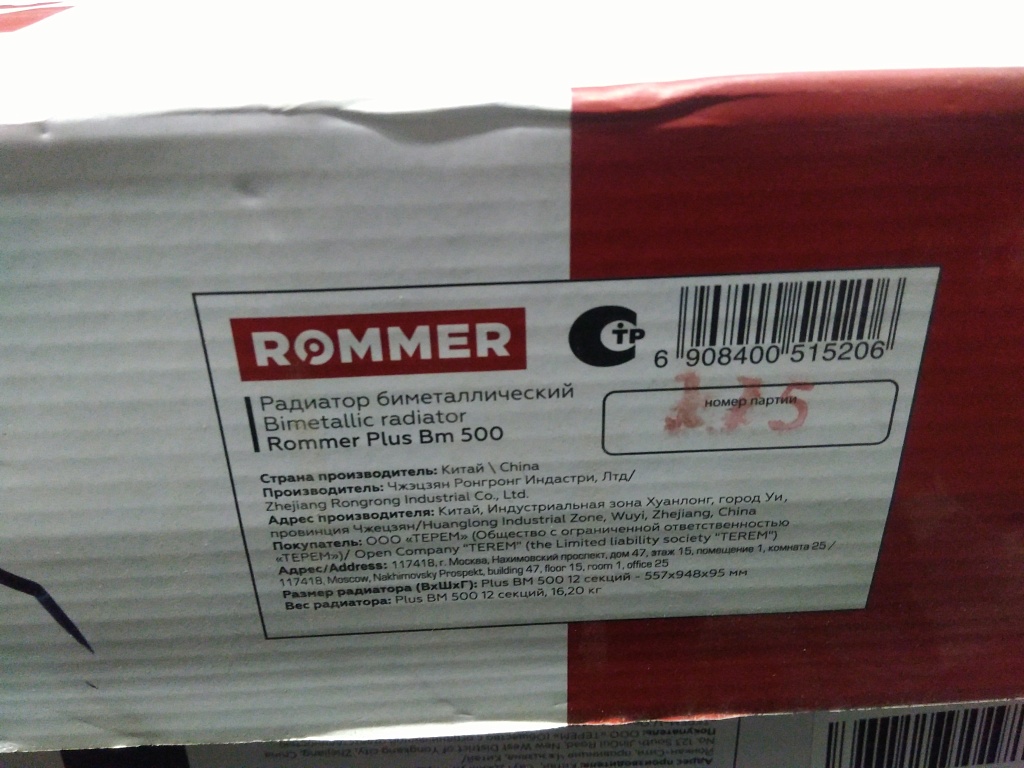 ROMMER
СТР
6 908400 515206
Радиатор биметаллический
Bimetallic radiator
Rommer Plus Bm 500
номер партии
Страна производитель: Китай \ China
Производитель: Чжэцзян Ронгронг Индастри, Лтд/
Zhejiang Rongrong Industrial Co., Ltd.
Адрес производителя: Китай, Индустриальная зона Хуанлонг, город Уи,
провинция Чжецзян/Huanglong Industrial Zone, Wuyi, Zhejiang, China
Покупатель: ООО «ТЕРЕМ» (Общество с ограниченной ответственностью
«ТЕРЕМ»)/ Open Company "TEREM" (the Limited liability society "TEREM")
Адрес/Address: 117418, г. Москва, Нахимовский проспект, дом 47, этаж 15, помещение 1, комната 25 /
117418, Moscow, Nakhimovsky Prospekt, building 47, floor 15, room 1, office 25
Размер радиатора (ВхШхГ): Plus BM 500 12 секций - 557x948x95 мм
Вес радиатора: Plus BM 500 12 секций, 16,20 кг